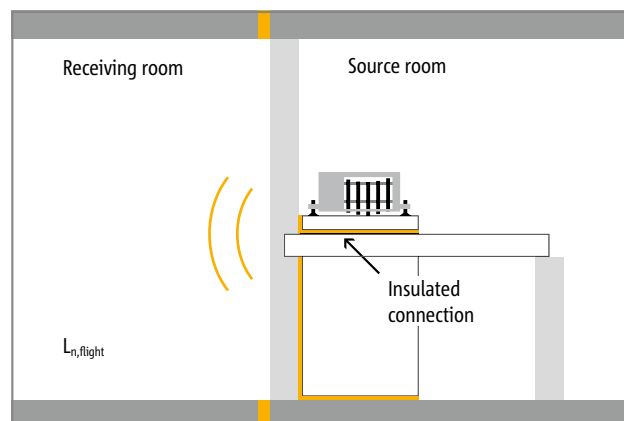 Receiving room
Source room
Insulated
connection
Ln,flight